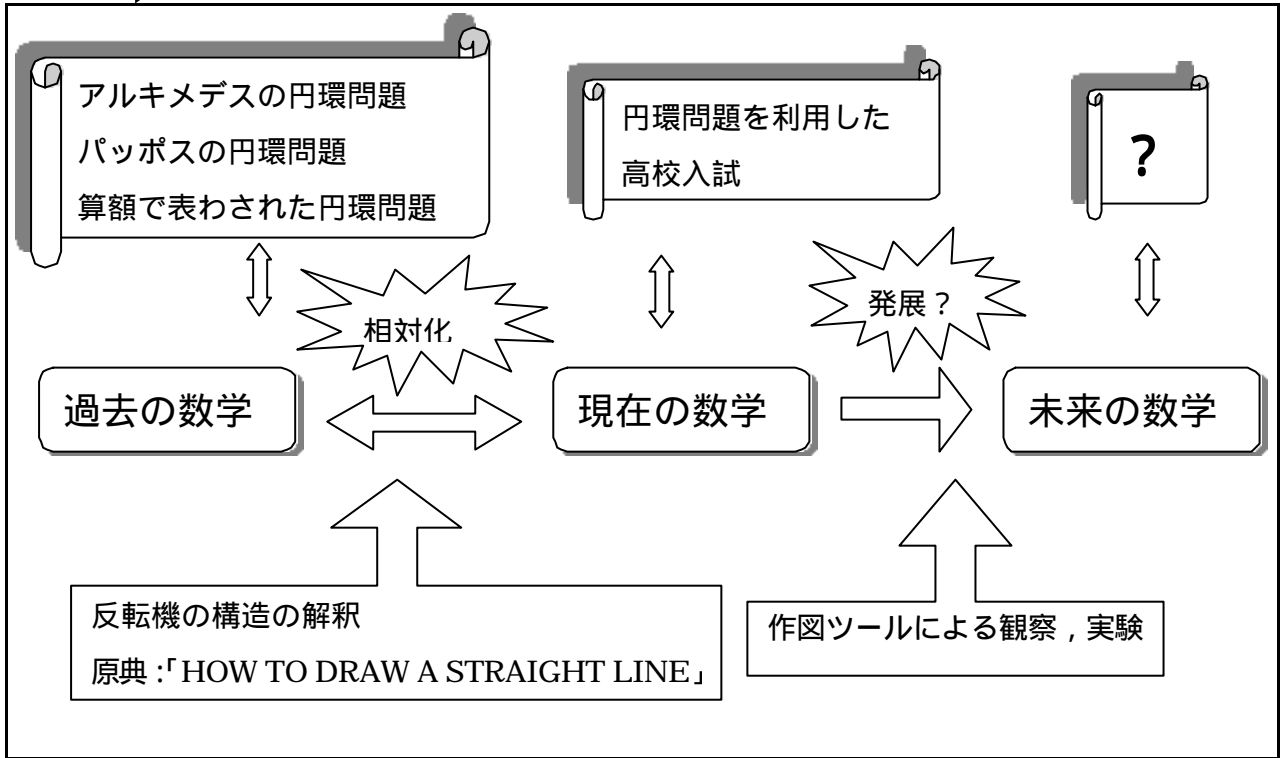 アルキメデスの円環問題
パッポスの円環問題
算額で表わされた円環問題
円環問題を利用した
高校入試
?
相対化
発展？
過去の数学
現在の数学
未来の数学
反転機の構造の解釈
原典：「HOW TO DRAW A STRAIGHT LINE」
作図ツールによる観察，実験